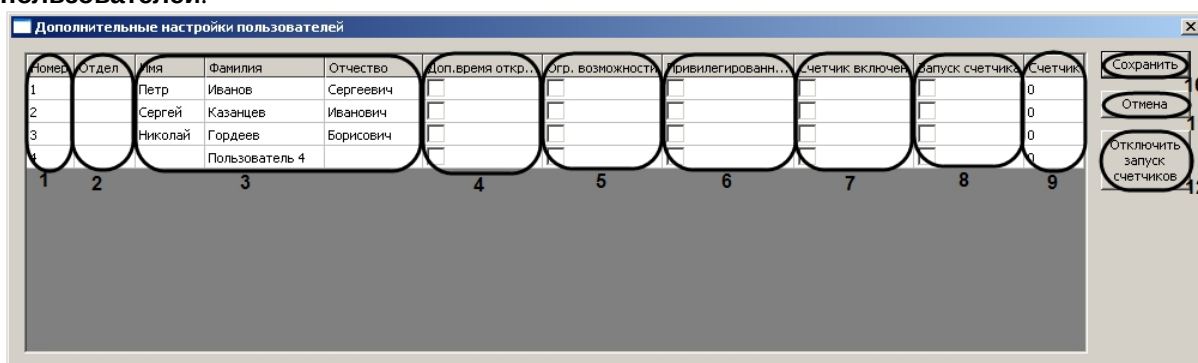 пользователей.
Дополнительные настройки пользователей
Номер Отдел Имя Фамилия Отчество Доп.время откр... Огр. возможности Привилегированн... Счетчик включен Запуск счетчика Счетчик
1 Петр Иванов Сергеевич 0
2 Сергей Казанцев Иванович 0
3 Николай Гордеев Борисович 0
4 Пользователь 4 0
1 2 3 4 5 6 7 8 9
Сохранить
10
Отмена
Отключить
запуск
счетчиков
12